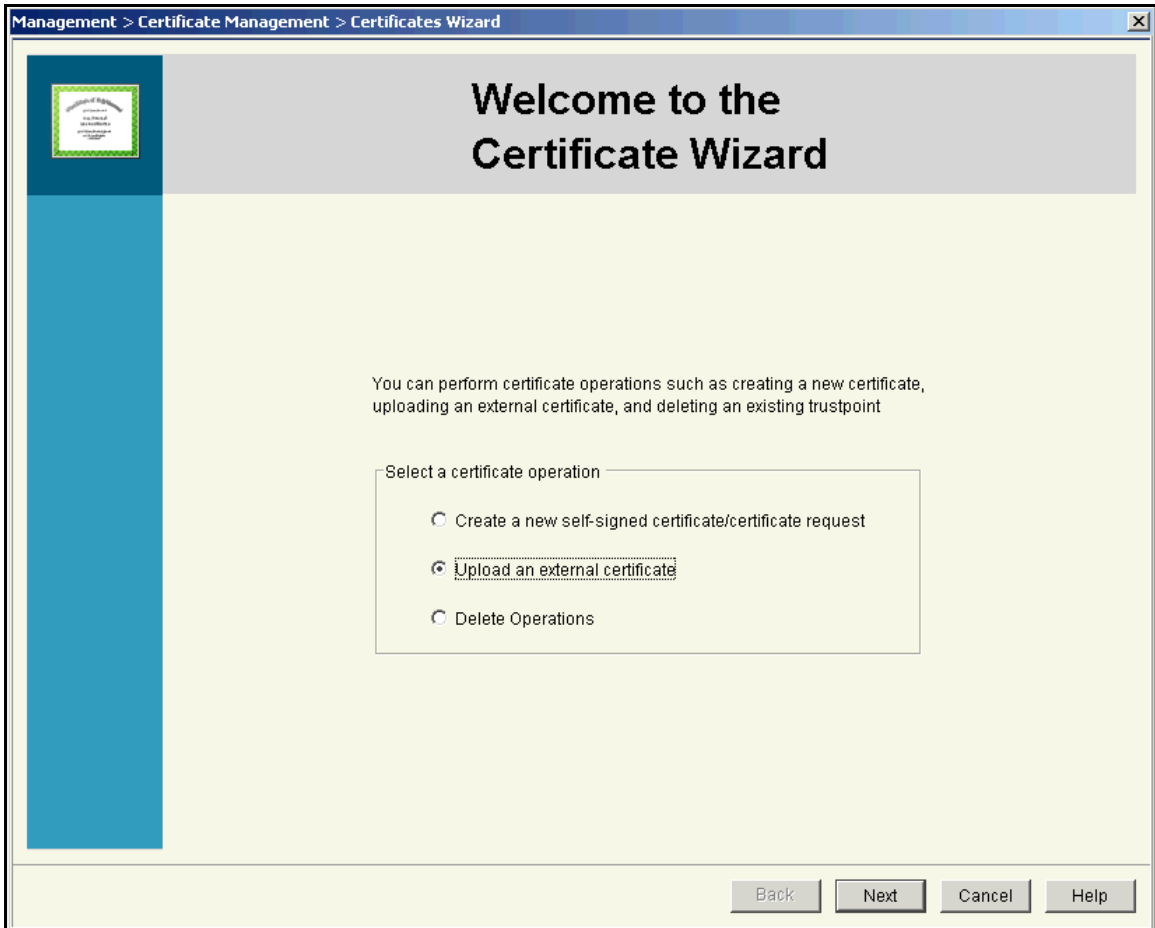 Management > Certificate Management > Certificates Wizard
Welcome to the
Certificate Wizard
You can perform certificate operations such as creating a new certificate,
uploading an external certificate, and deleting an existing trustpoint
Select a certificate operation
Create a new self-signed certificate/certificate request
Upload an external certificate
Delete Operations
Back
Next
Cancel
Help